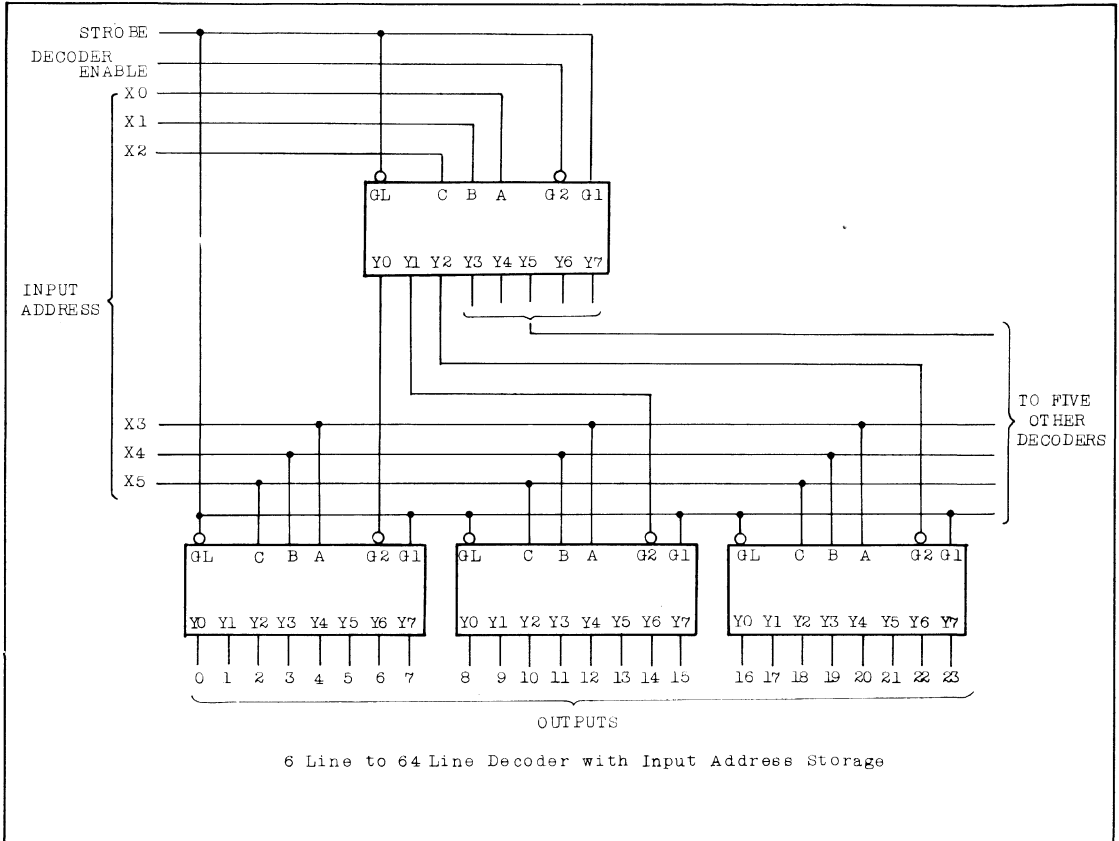 STROBE
DECODER
ENABLE
X0
X1
X2
GL C B A G2 G1
Y0 Y1 Y2 Y3 Y4 Y5 Y6 Y7
INPUT
ADDRESS
TO FIVE
OTHER
DECODERS
X3
X4
X5
GL C B A G2 G1
Y0 Y1 Y2 Y3 Y4 Y5 Y6 Y7
0 1 2 3 4 5 6 7
GL C B A G2 G1
Y0 Y1 Y2 Y3 Y4 Y5 Y6 Y7
8 9 10 11 12 13 14 15
GL C B A G2 G1
Y0 Y1 Y2 Y3 Y4 Y5 Y6 Y7
16 17 18 19 20 21 22 23
OUTPUTS
6 Line to 64 Line Decoder with Input Address Storage